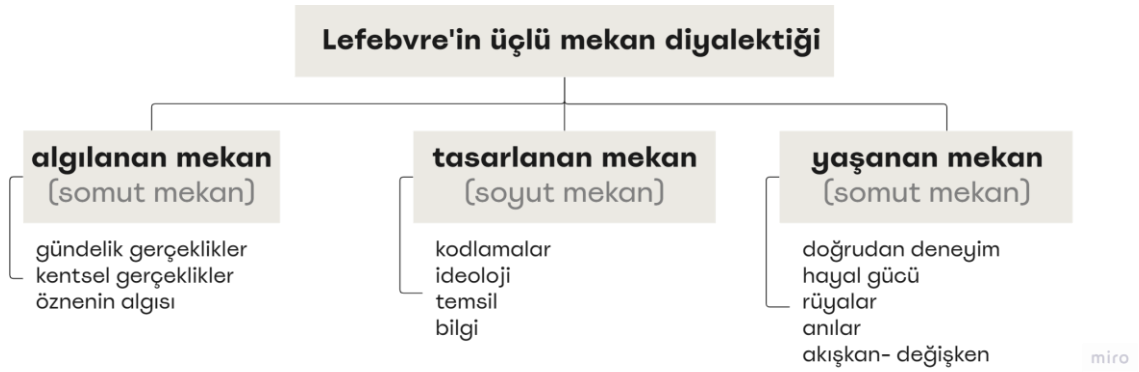 Lefebvre'in üçlü mekan diyalektiği
algılanan mekan
(somut mekan)
gündelik gerçeklikler
kentsel gerçeklikler
öznenin algısı
tasarlanan mekan
(soyut mekan)
kodlamalar
ideoloji
temsil
bilgi
yaşanan mekan
(somut mekan)
doğrudan deneyim
hayal gücü
rüyalar
anılar
akışkan- değişken
miro